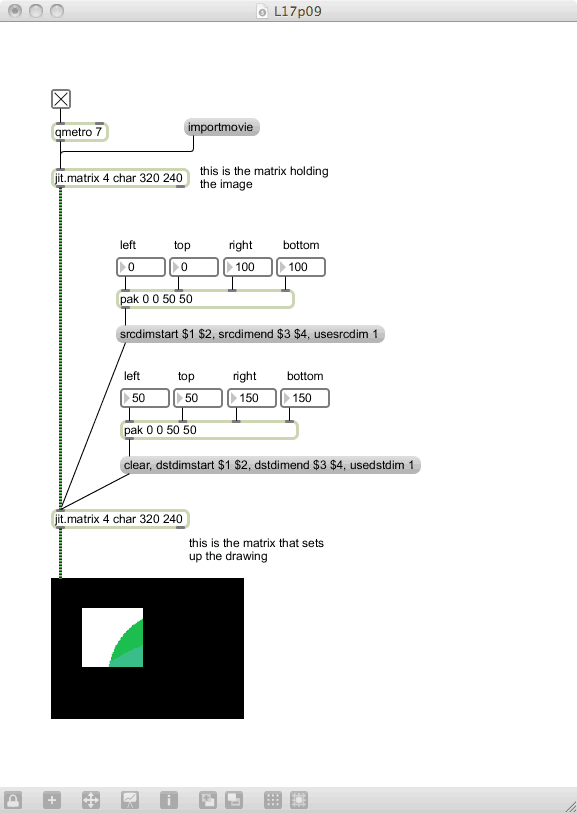 L17p09
qmetro 7
importmovie
jit.matrix 4 char 320 240
this is the matrix holding
the image
left top right bottom
0 0 100 100
pak 0 0 50 50
srcdimstart $1 $2, srcdimend $3 $4, usesrcdim 1
left top right bottom
50 50 150 150
pak 0 0 50 50
clear, dstdimstart $1 $2, dstdimend $3 $4, usedstdim 1
jit.matrix 4 char 320 240
this is the matrix that sets
up the drawing